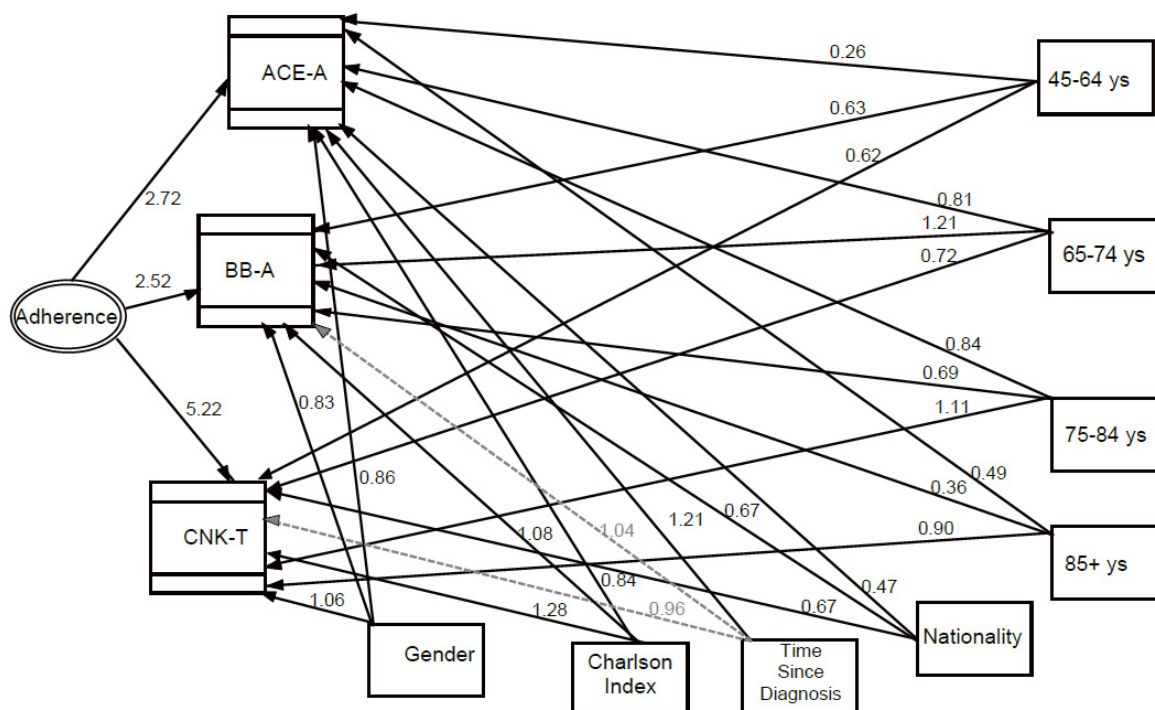 ACE-A
0.26
45-64 ys
0.63
0.62
2.72
0.81
BB-A
1.21
65-74 ys
0.72
2.52
Adherence
0.84
0.69
0.83
1.11
5.22
75-84 ys
0.86
0.49
0.36
CNK-T
1.08
1.04
1.21
0.67
0.90
85+ ys
0.84
0.47
1.06
1.28
0.96
0.67
Gender
Charlson
Index
Time
Since
Diagnosis
Nationality